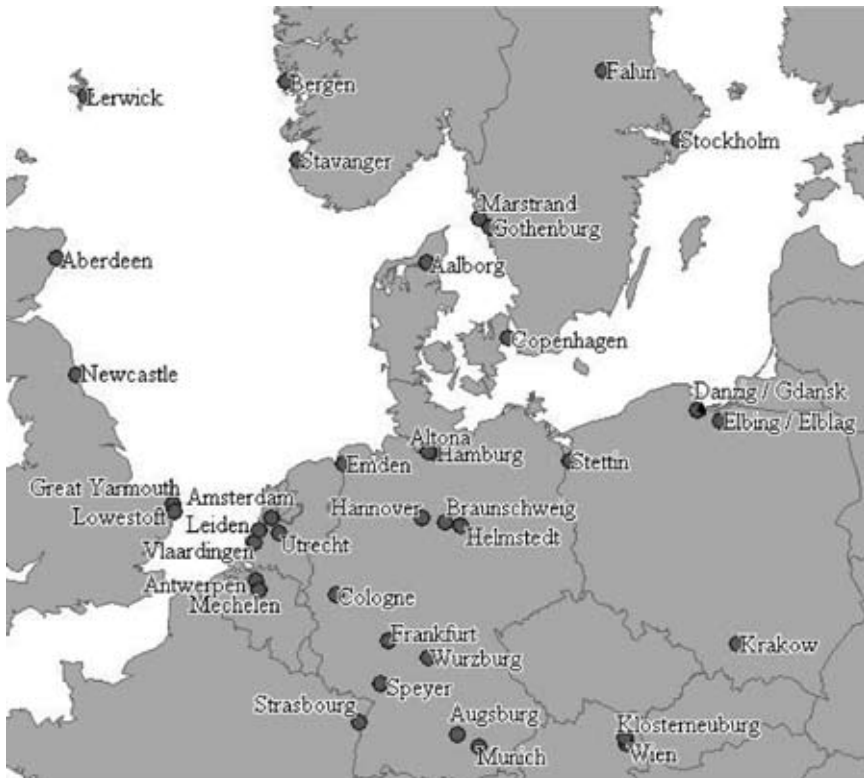 Falun
Bergen
Lerwick
Stockholm
Stavanger
Marstrand
Gothenburg
Aberdeen
Aalborg
Copenhagen
Newcastle
Danzig / Gdansk
Elbing / Elblag
Altona
Hamburg
Emden
Stettin
Great Yarmouth
Amsterdam
Lowestoft
Leiden
Hannover
Braunschweig
Helmstedt
Utrecht
Vlaardingen
Antwerpen
Mechelen
Cologne
Frankfurt
Wurzburg
Krakow
Speyer
Strasbourg
Augsburg
Klosterneuburg
Munich
Wien